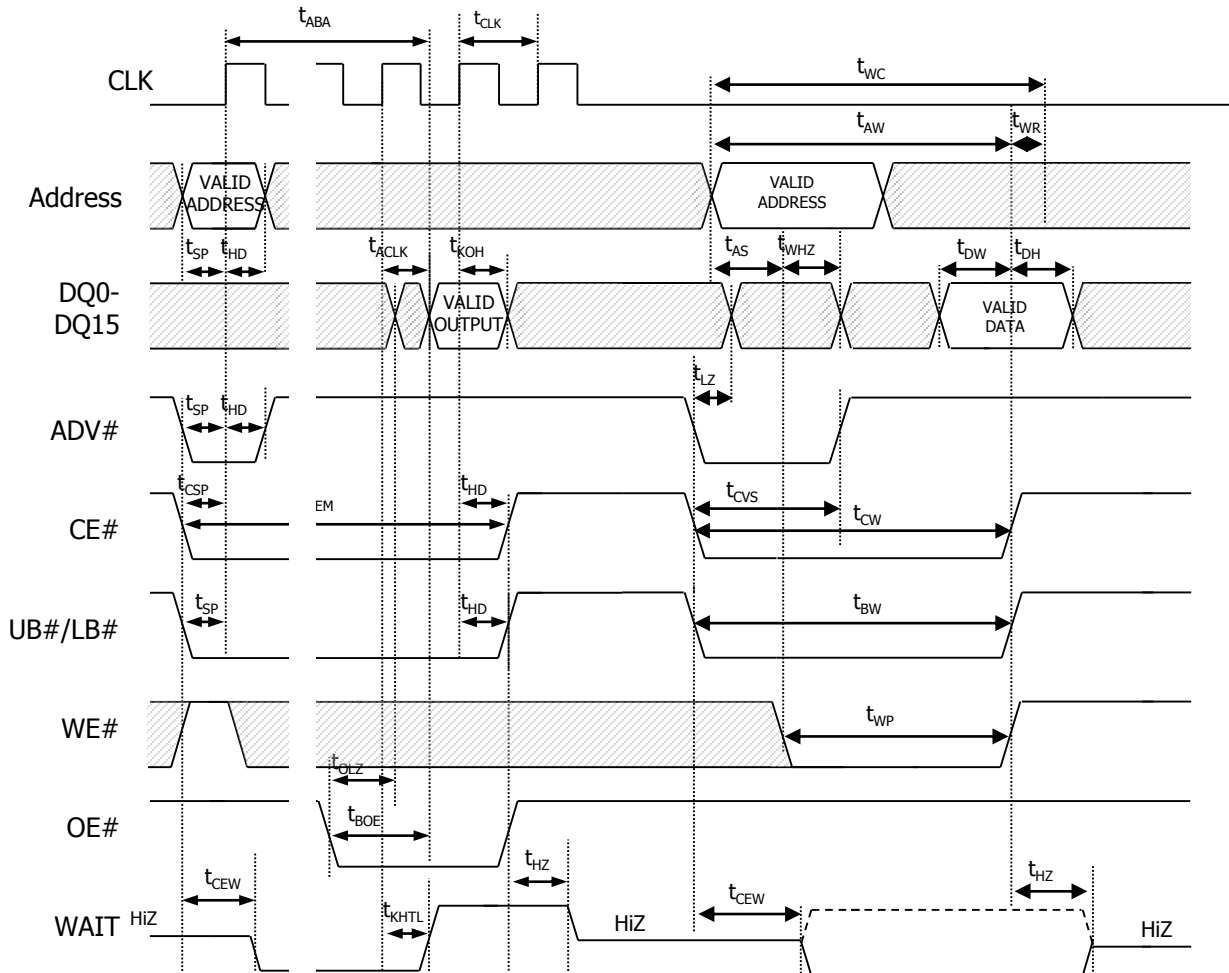 tABA
tCLK
CLK
tWC
tAW
tWR
Address
VALID
ADDRESS
VALID
ADDRESS
tSP
tHD
tACLK
tKOH
tAS
tWHZ
tDW
tDH
DQ0-
DQ15
VALID
OUTPUT
VALID
DATA
tLZ
ADV#
tSP
tHD
tCSP
EM
tHD
tCVS
tCW
CE#
UB#/LB#
tSP
tHD
tBW
WE#
tWP
tOLZ
OE#
tBOE
tCEW
tHZ
tCEW
tHZ
WAIT
HiZ
tKHTL
HiZ
HiZ